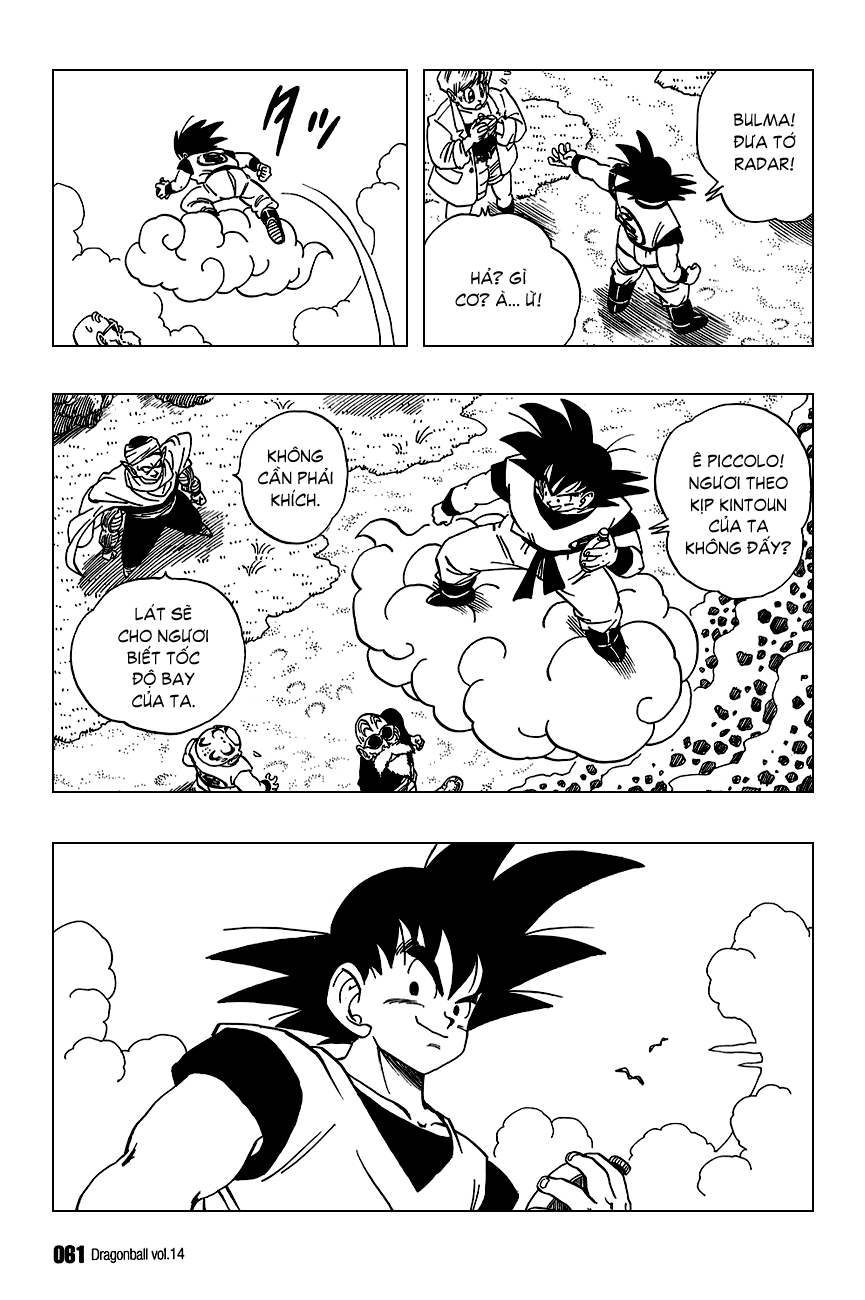 BULMA!
ĐƯA TỚ
RADAR!
HẢ? GÌ
CƠ? À... Ừ!
タッ
Ê PICCOLO!
NGƯƠI THEO
KỊP KINTOUN
CỦA TA
KHÔNG ĐẤY?
KHÔNG
CẦN PHẢI
KHÍCH.
LÁT SẼ
CHO NGƯƠI
BIẾT TỐC
ĐỘ BAY
CỦA TA.
061 Dragonball vol.14